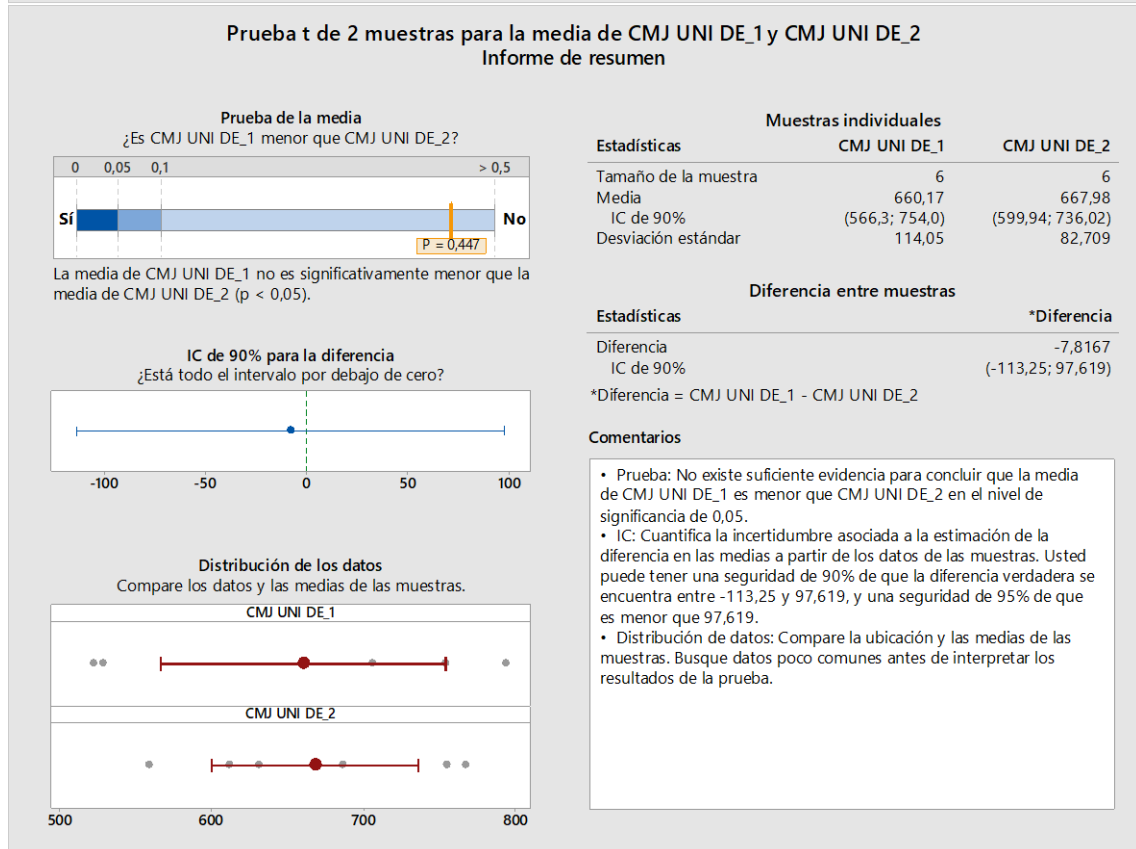 Prueba t de 2 muestras para la media de CMJ UNI DE_1 y CMJ UNI DE_2
Informe de resumen
Prueba de la media
¿Es CMJ UNI DE_1 menor que CMJ UNI DE_2?
0 0,05 0,1 > 0,5
Sí No
P = 0,447
La media de CMJ UNI DE_1 no es significativamente menor que la
media de CMJ UNI DE_2 (p < 0,05).
IC de 90% para la diferencia
¿Está todo el intervalo por debajo de cero?
-100 -50 0 50 100
Distribución de los datos
Compare los datos y las medias de las muestras.
CMJ UNI DE_1
CMJ UNI DE_2
500 600 700 800
Muestras individuales
Estadísticas CMJ UNI DE_1 CMJ UNI DE_2
Tamaño de la muestra 6 6
Media 660,17 667,98
IC de 90% (566,3; 754,0) (599,94; 736,02)
Desviación estándar 114,05 82,709
Diferencia entre muestras
Estadísticas *Diferencia
Diferencia -7,8167
IC de 90% (-113,25; 97,619)
*Diferencia = CMJ UNI DE_1 - CMJ UNI DE_2
Comentarios
• Prueba: No existe suficiente evidencia para concluir que la media
de CMJ UNI DE_1 es menor que CMJ UNI DE_2 en el nivel de
significancia de 0,05.
• IC: Cuantifica la incertidumbre asociada a la estimación de la
diferencia en las medias a partir de los datos de las muestras. Usted
puede tener una seguridad de 90% de que la diferencia verdadera se
encuentra entre -113,25 y 97,619, y una seguridad de 95% de que
es menor que 97,619.
• Distribución de datos: Compare la ubicación y las medias de las
muestras. Busque datos poco comunes antes de interpretar los
resultados de la prueba.